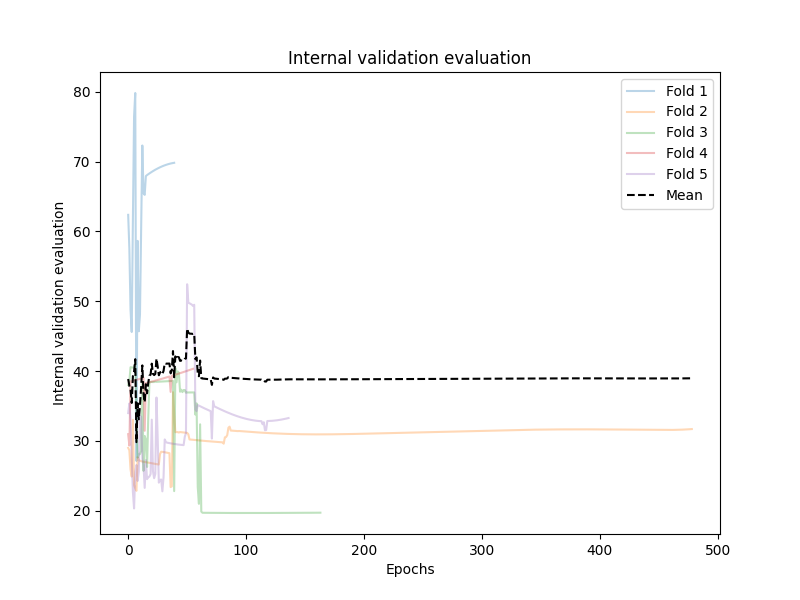 Internal validation evaluation
Internal validation evaluation
80
70
60
50
40
30
20
0
100
200
300
400
500
Epochs
Fold 1
Fold 2
Fold 3
Fold 4
Fold 5
Mean